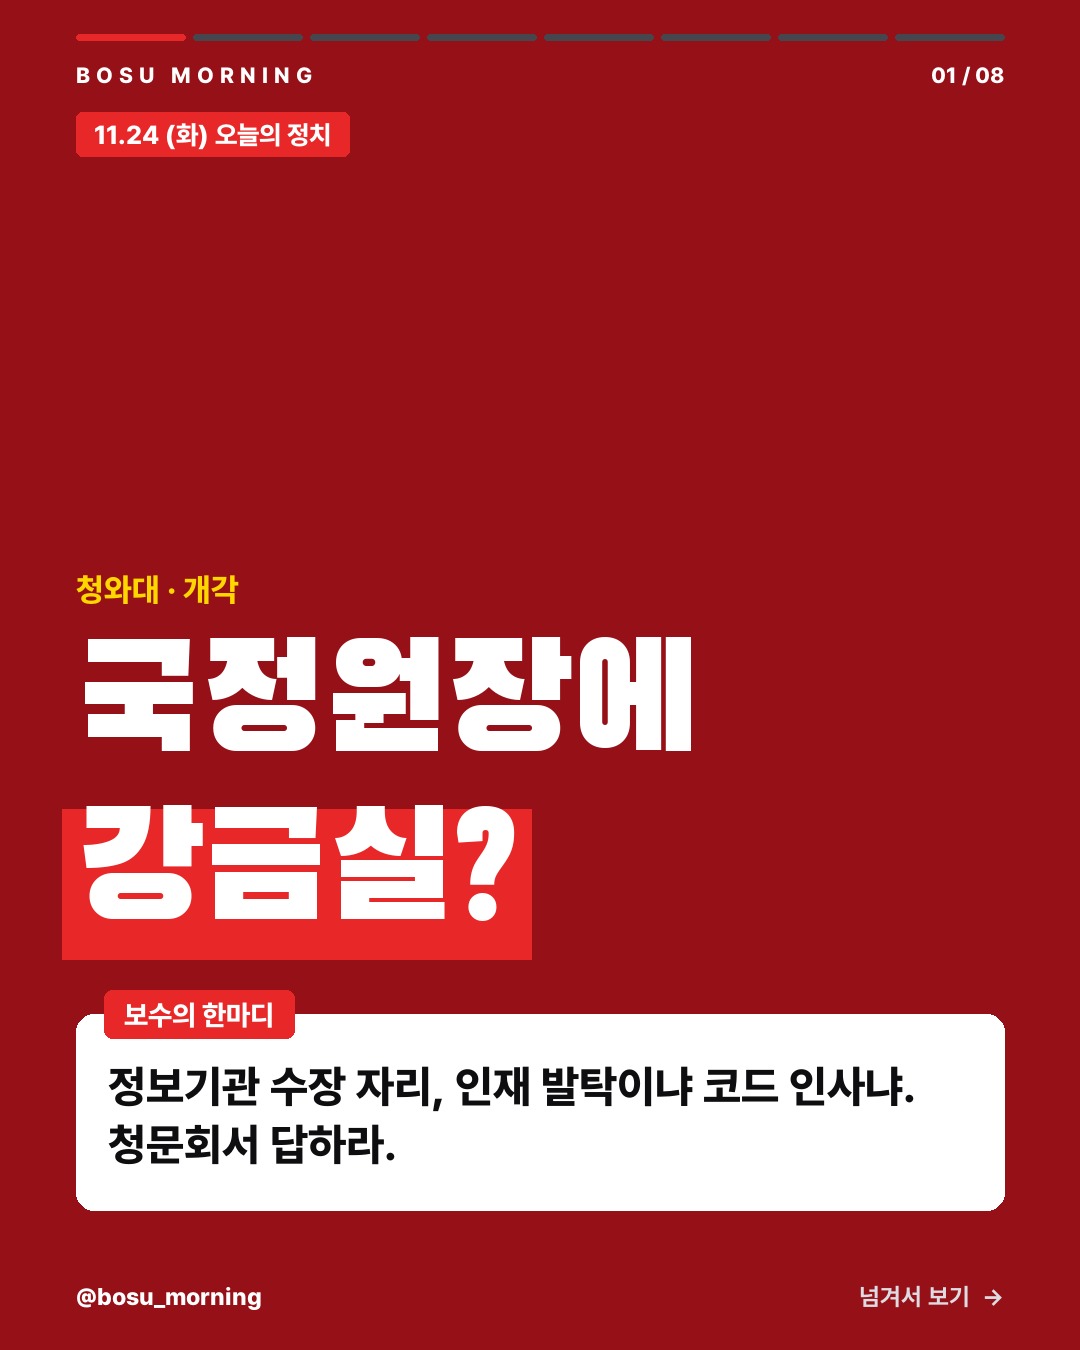 BOSU MORNING
01 / 08
11.24 (화) 오늘의 정치
청와대 · 개각
국정원장에
강금실?
보수의 한마디
정보기관 수장 자리, 인재 발탁이냐 코드 인사냐.
청문회서 답하라.
@bosu_morning
넘겨서 보기 →